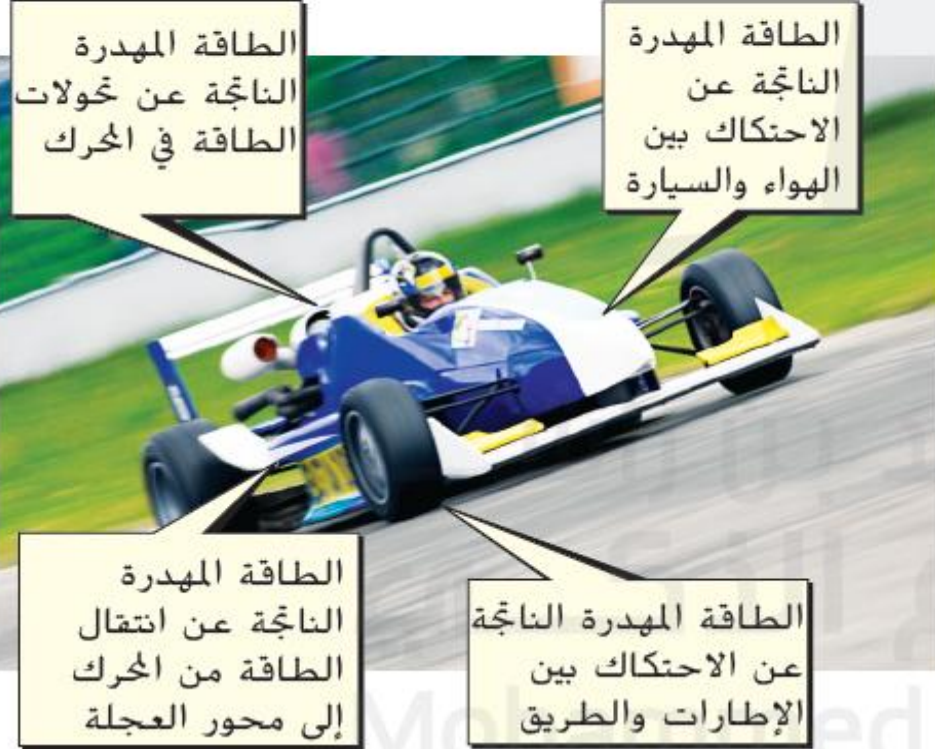 الطاقة المهدرة
الناتجة عن
الاحتكاك بين
الهواء والسيارة
الطاقة المهدرة
الناتجة عن تحولات
الطاقة في المحرك
الطاقة المهدرة الناتجة
عن الاحتكاك بين
الإطارات والطريق
الطاقة المهدرة
الناتجة عن انتقال
الطاقة من المحرك
إلى محور العجلة
Mohammed